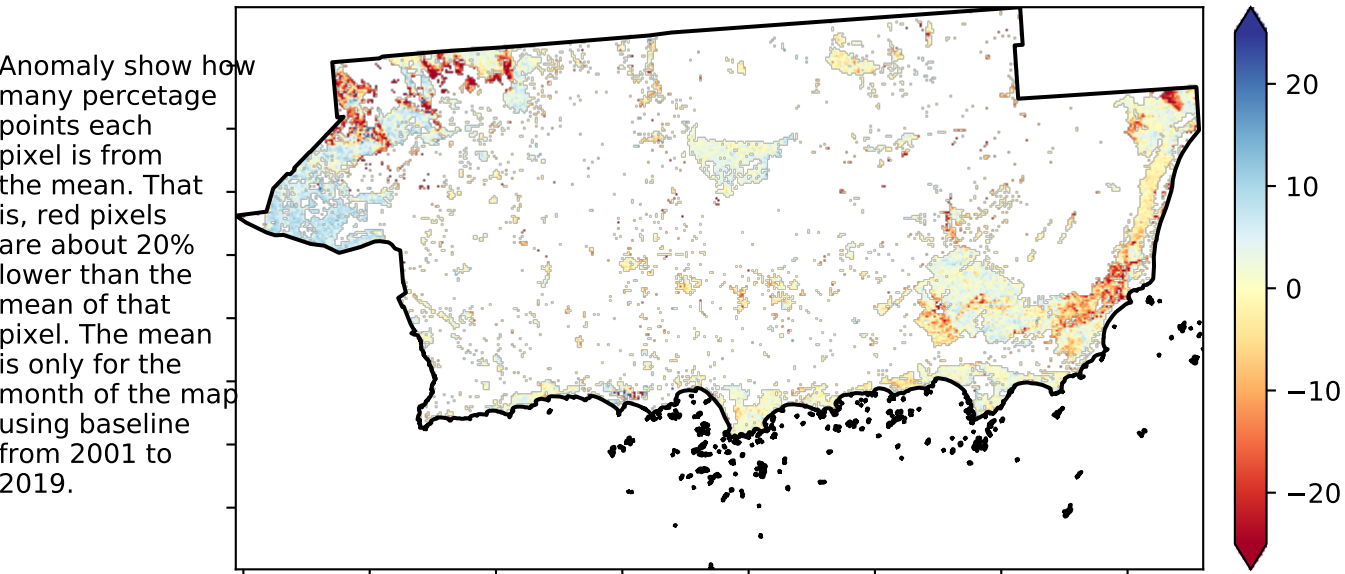 Anomaly show how
many percetage
points each
pixel is from
the mean. That
is, red pixels
are about 20%
lower than the
mean of that
pixel. The mean
is only for the
month of the map
using baseline
from 2001 to
2019.
20
10
0
−10
−20